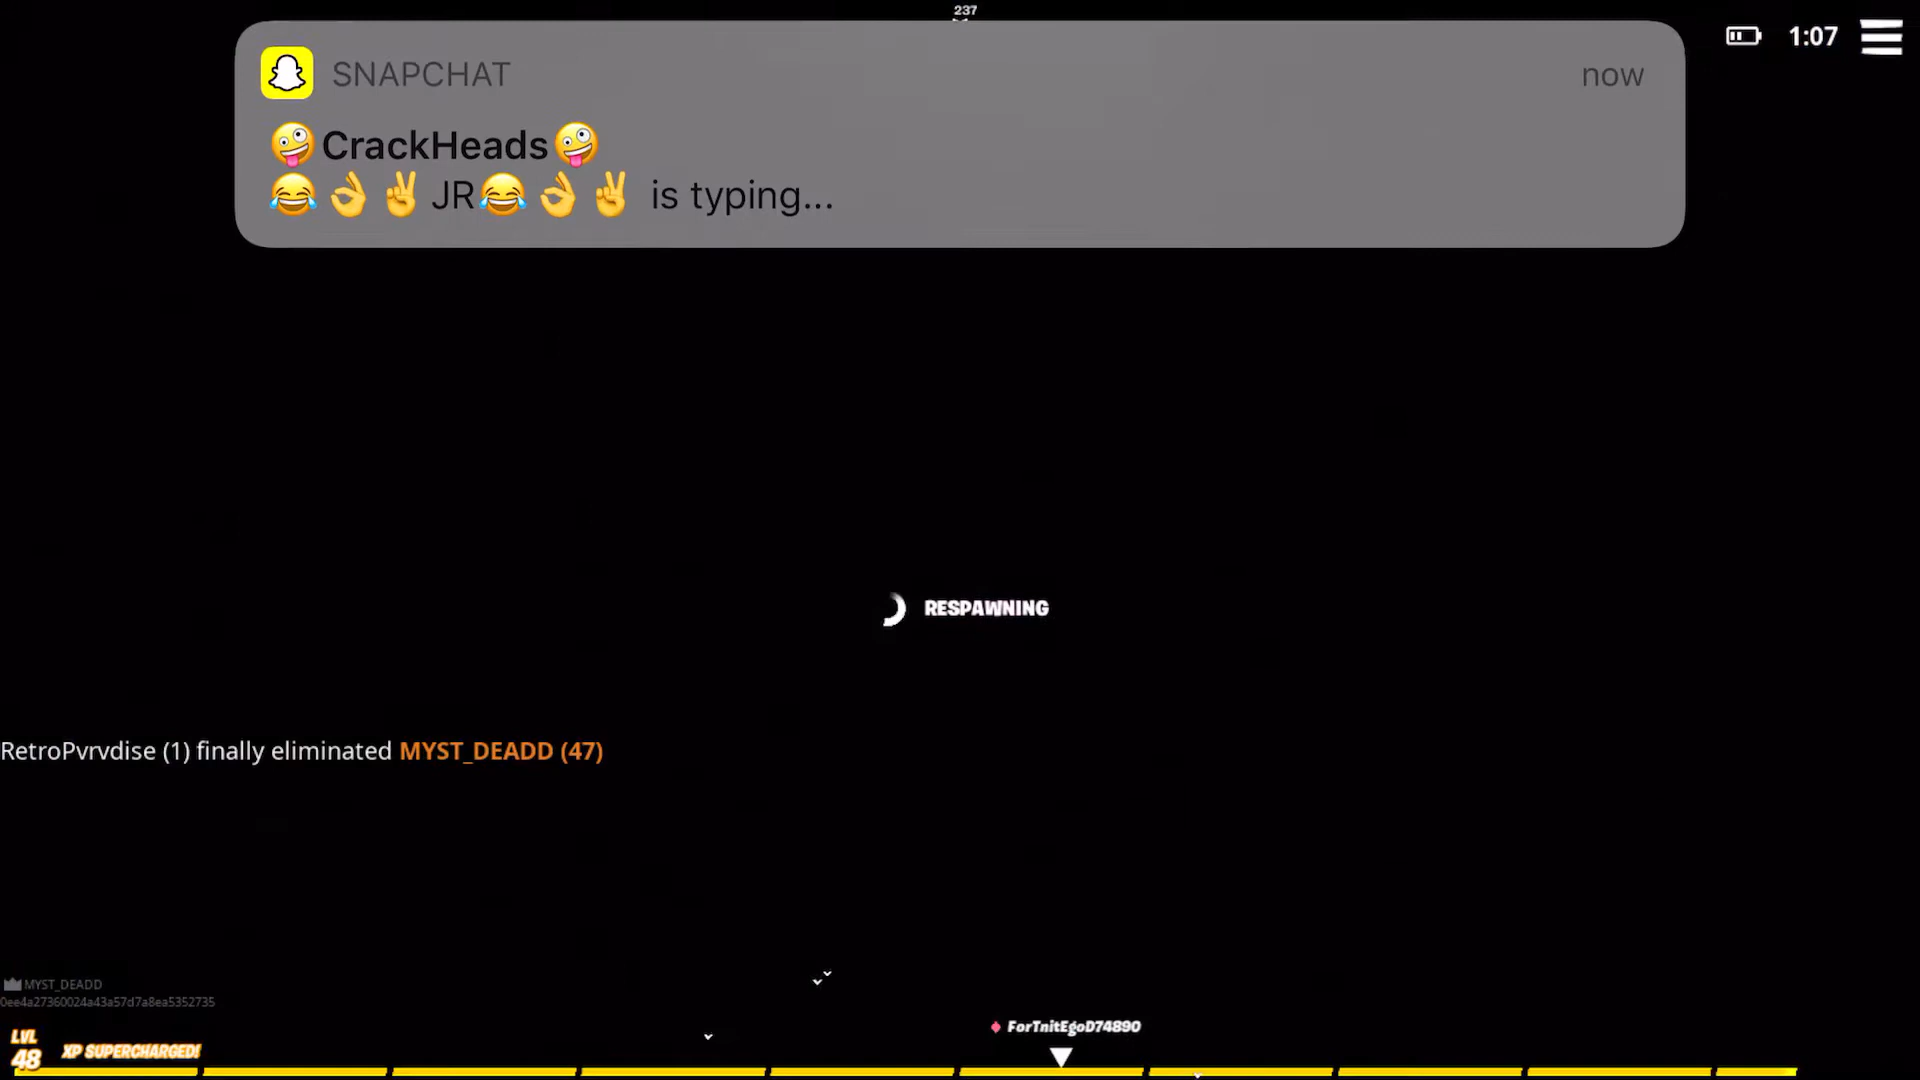 237
1:07
SNAPCHAT
now
🤪CrackHeads🤪
😂👌✌️JR😂👌✌️ is typing...
RESPAWNING
RetroPvrvdise (1) finally eliminated MYST_DEADD (47)
MYST_DEADD
0ee4a27360024a43a57d7a8ea5352735
ForTnitEgoD74890
LVL
48
XP SUPERCHARGED!